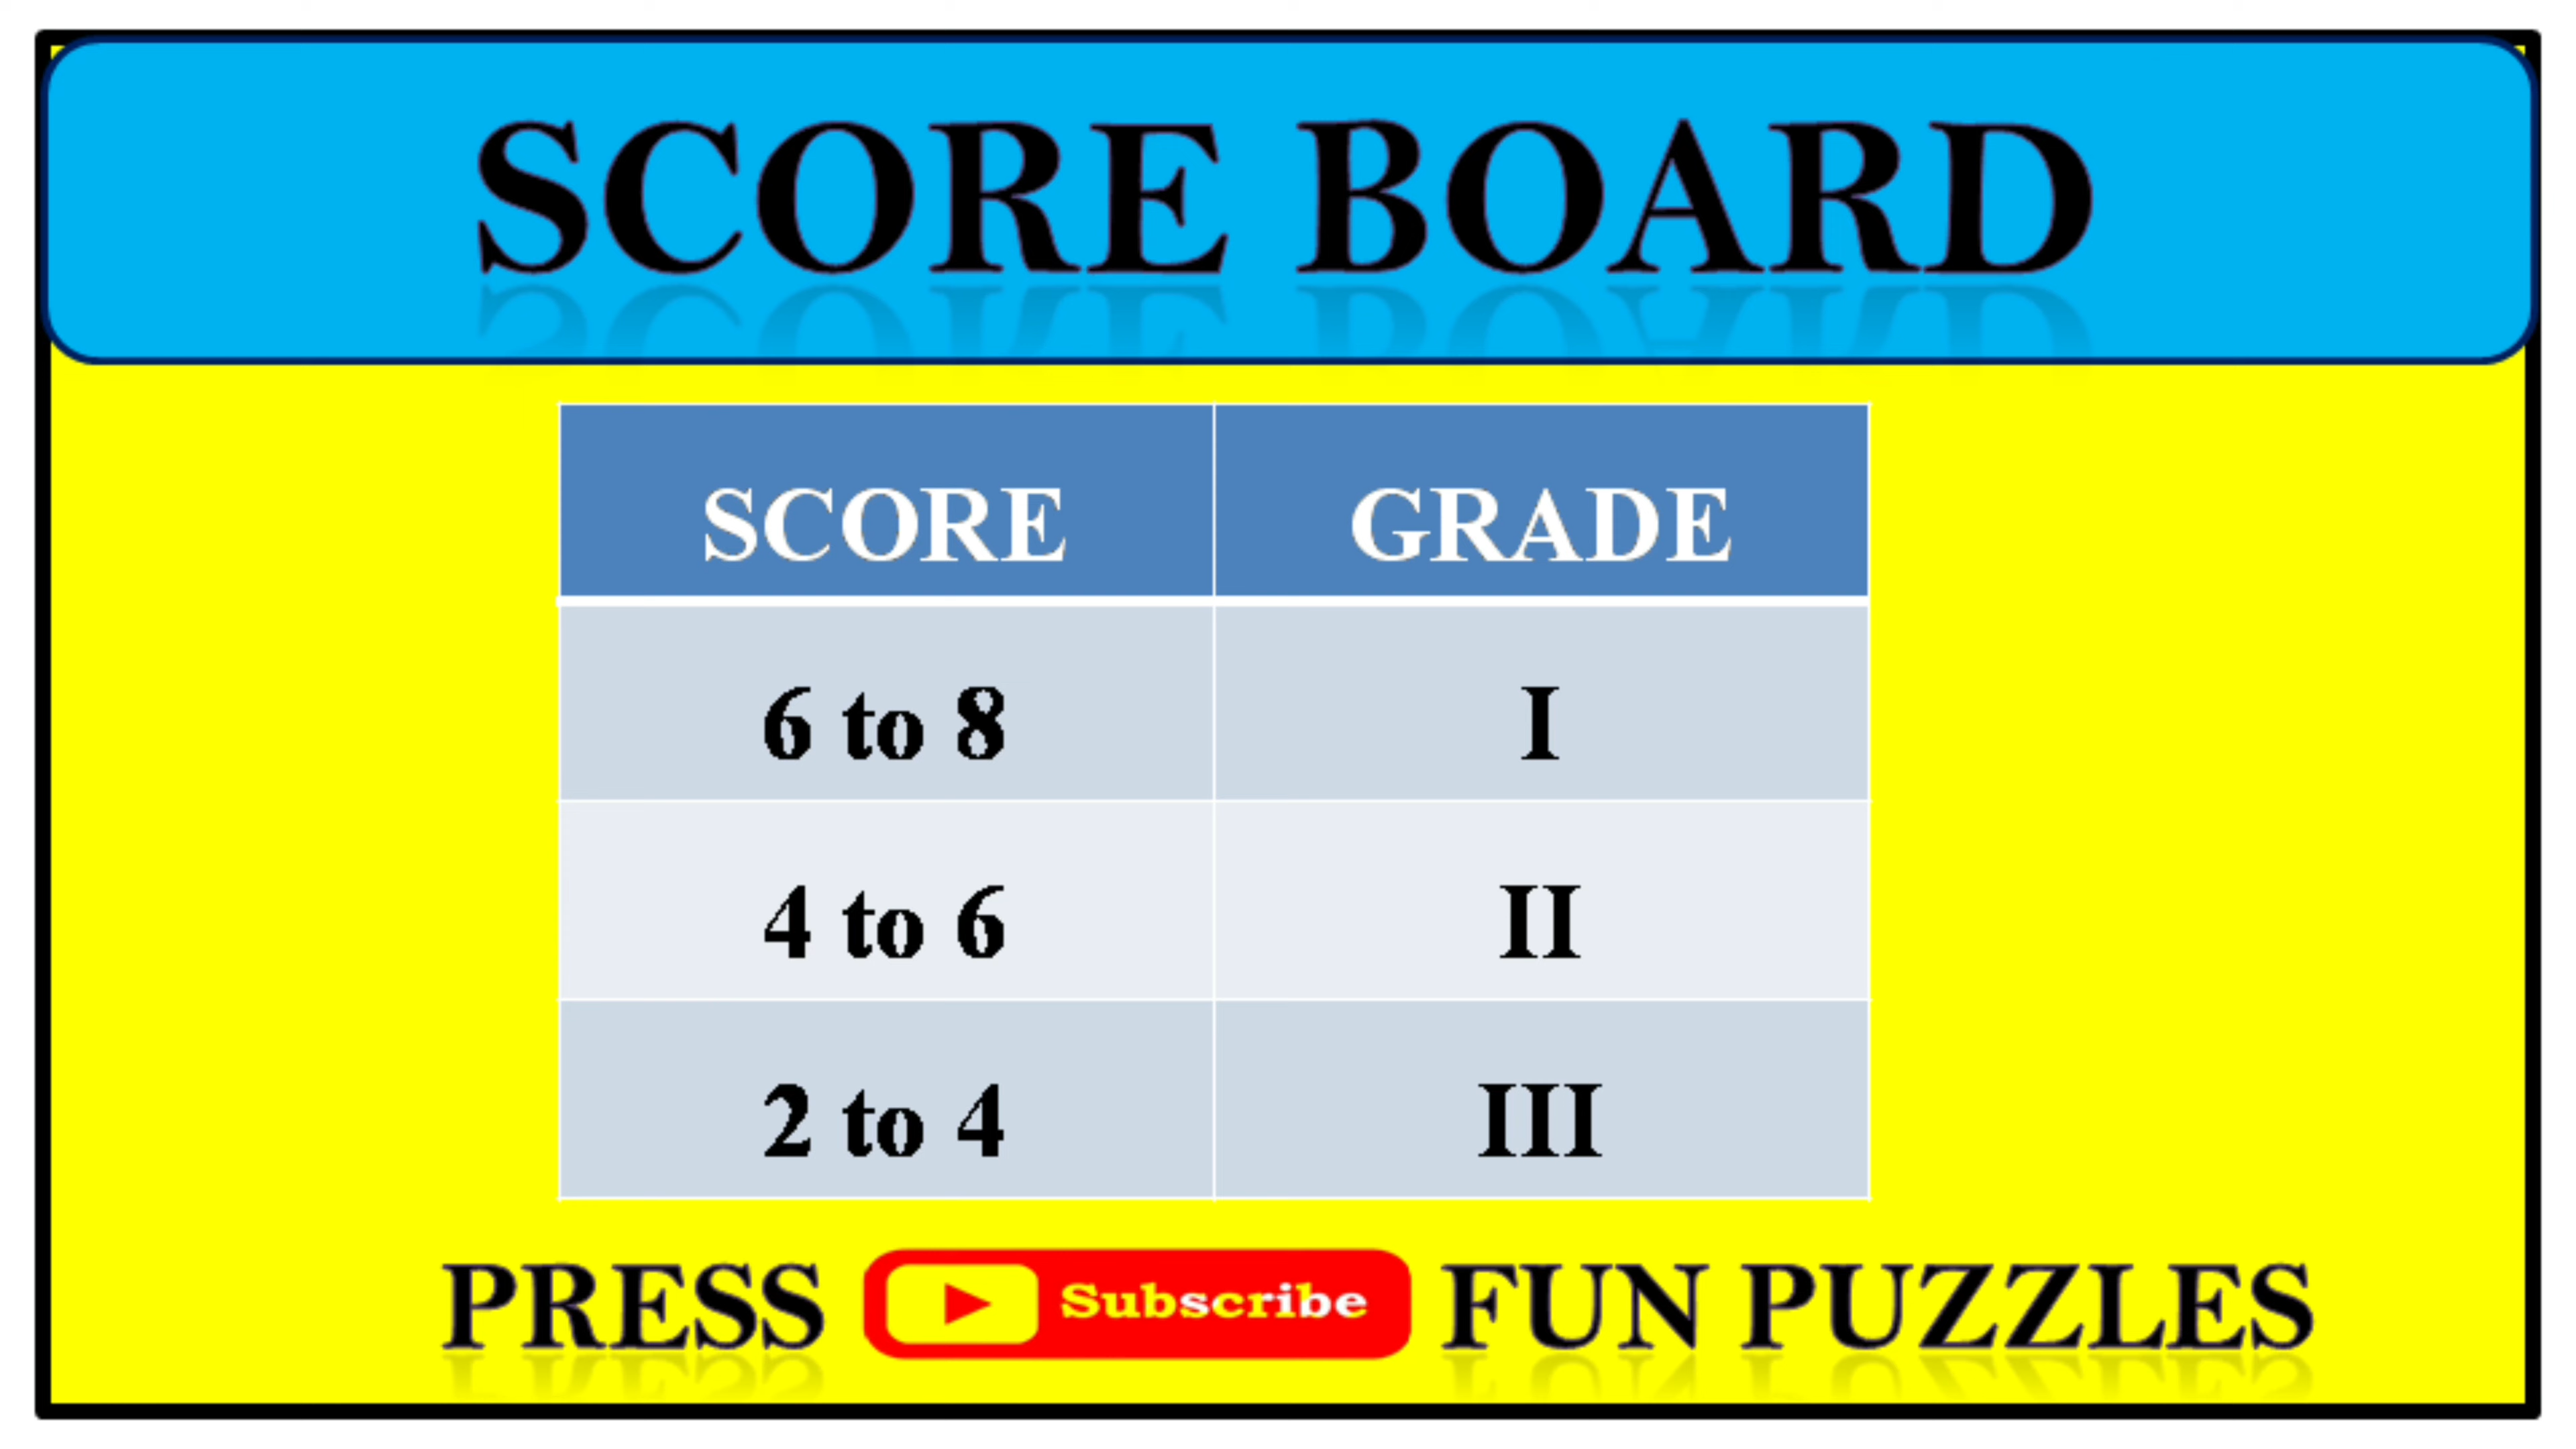 SCORE BOARD
SCORE GRADE
6 to 8 I
4 to 6 II
2 to 4 III
PRESS Subscribe FUN PUZZLES